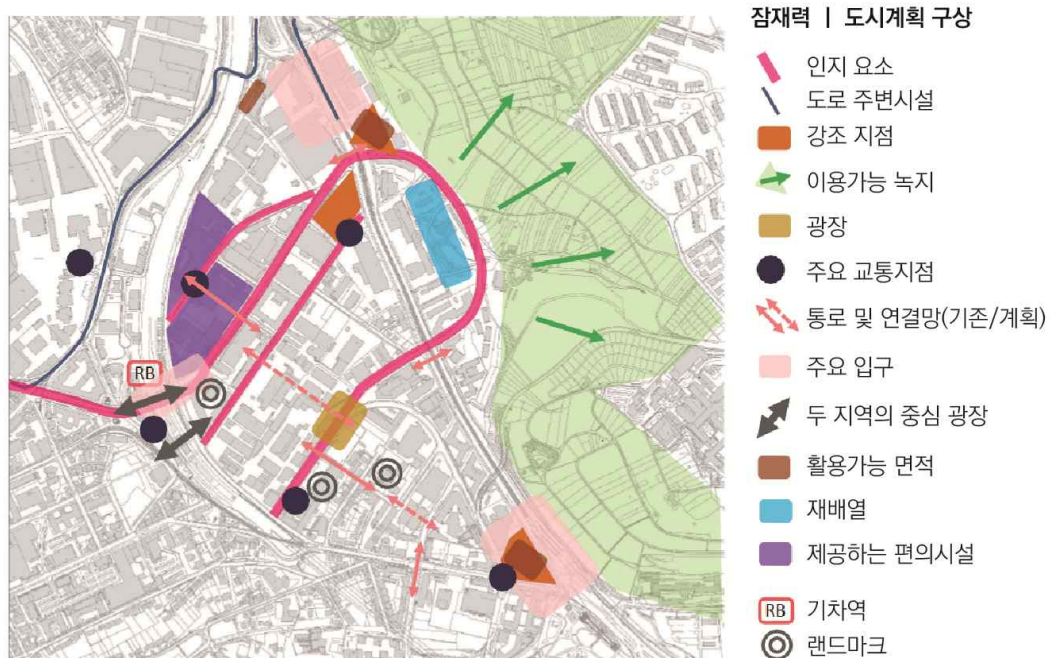 잠재력 | 도시계획 구상
인지 요소
도로 주변시설
강조 지점
이용가능 녹지
광장
주요 교통지점
통로 및 연결망(기존/계획)
주요 입구
두 지역의 중심 광장
활용가능 면적
재배열
제공하는 편의시설
RB 기차역
랜드마크
RB